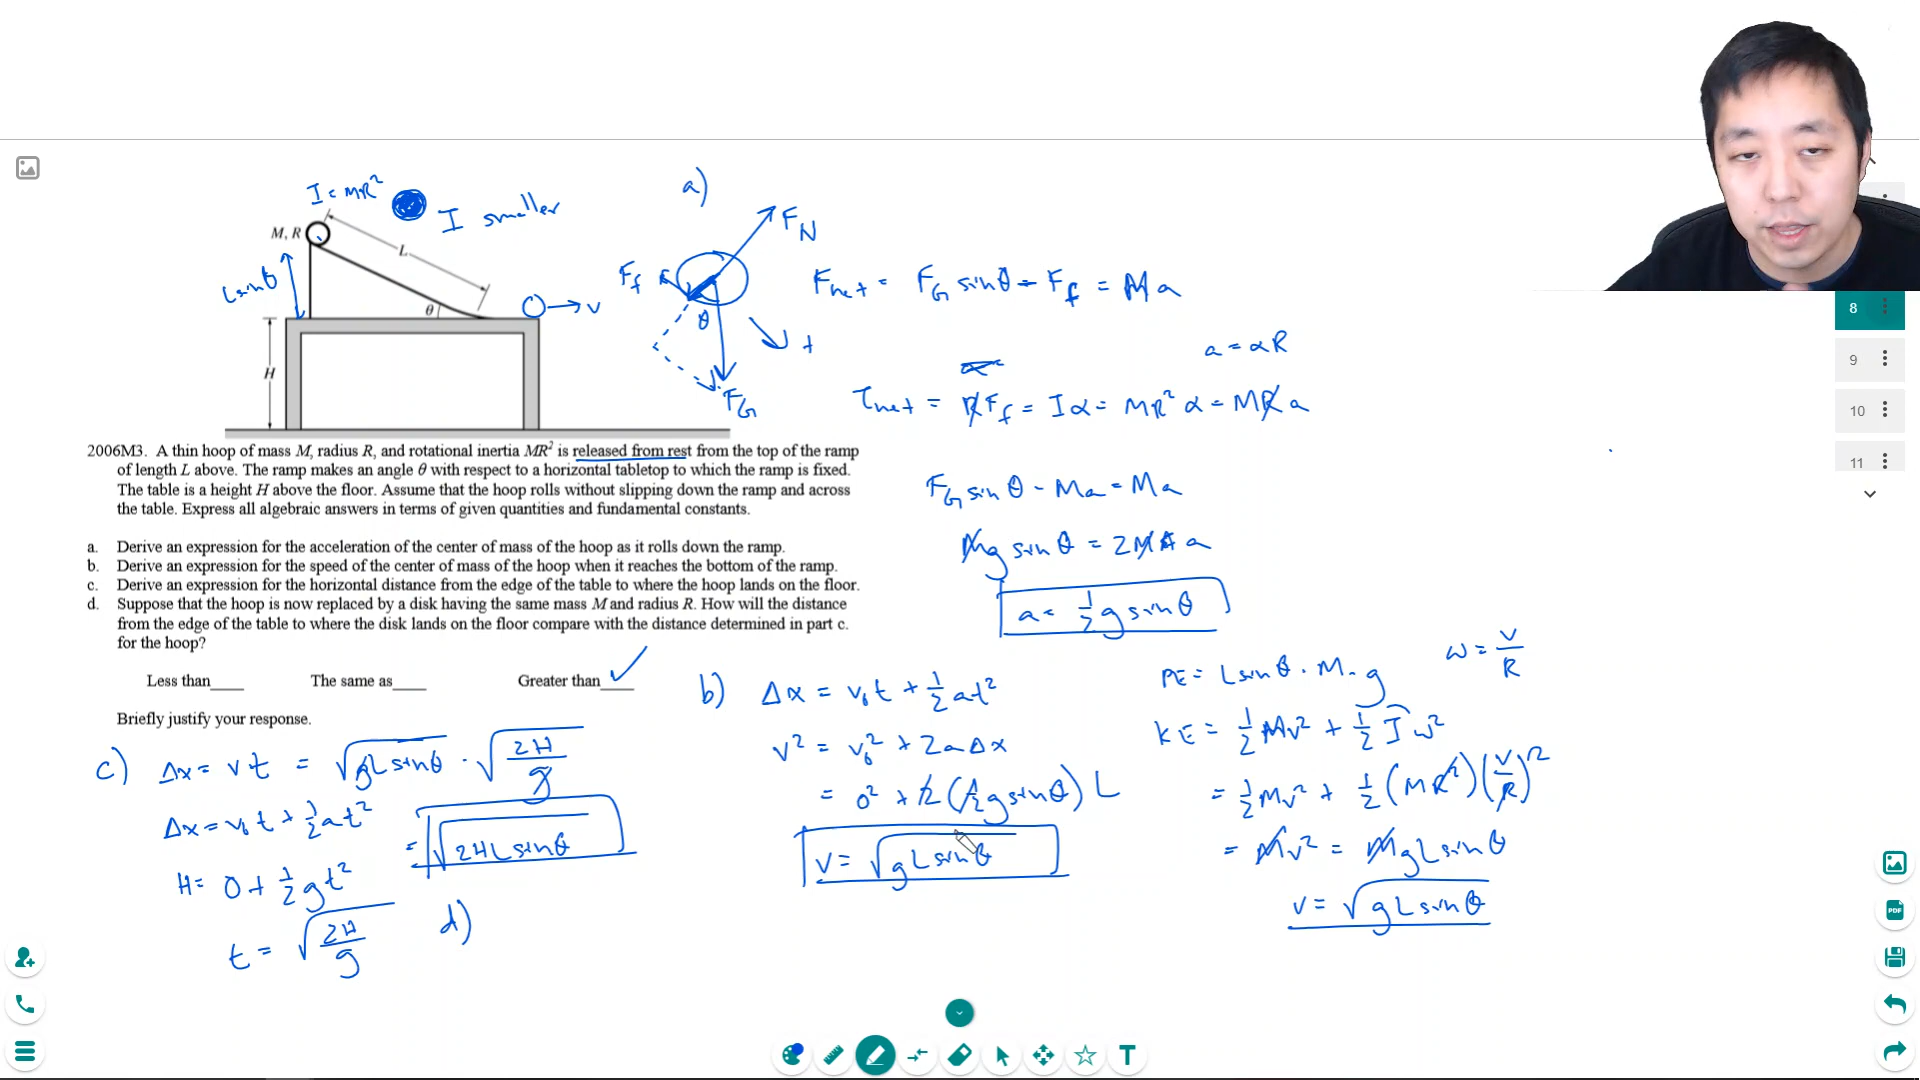 I = MR²
I smaller
M, R
L
L sinθ
θ
v
H
a)
F_N
F_f
θ
+
F_G
F_net = F_G sinθ - F_f = Ma
a = αR
τ_net = RF_f = Iα = MR²α = MRa
F_G sinθ - Ma = Ma
Mg sinθ = 2Ma
a = ½ g sinθ
2006M3. A thin hoop of mass M, radius R, and rotational inertia MR² is released from rest from the top of the ramp
of length L above. The ramp makes an angle θ with respect to a horizontal tabletop to which the ramp is fixed.
The table is a height H above the floor. Assume that the hoop rolls without slipping down the ramp and across
the table. Express all algebraic answers in terms of given quantities and fundamental constants.
a. Derive an expression for the acceleration of the center of mass of the hoop as it rolls down the ramp.
b. Derive an expression for the speed of the center of mass of the hoop when it reaches the bottom of the ramp.
c. Derive an expression for the horizontal distance from the edge of the table to where the hoop lands on the floor.
d. Suppose that the hoop is now replaced by a disk having the same mass M and radius R. How will the distance
from the edge of the table to where the disk lands on the floor compare with the distance determined in part c.
for the hoop?
Less than____ The same as____ Greater than____ ✓
Briefly justify your response.
b) Δx = v₀t + ½at²
v² = v₀² + 2aΔx
= 0² + 2(½g sinθ) L
v = √(gL sinθ)
PE = L sinθ · M · g
ω = v/R
KE = ½Mv² + ½Iω²
= ½Mv² + ½(MR²)(v/R)²
= Mv² = MgL sinθ
v = √(gL sinθ)
c) Δx = vt = √(gL sinθ) · √(2H/g)
Δx = v₀t + ½at²
= √(2HL sinθ)
H = 0 + ½gt²
t = √(2H/g)
d)
8
9
10
11
PDF
T